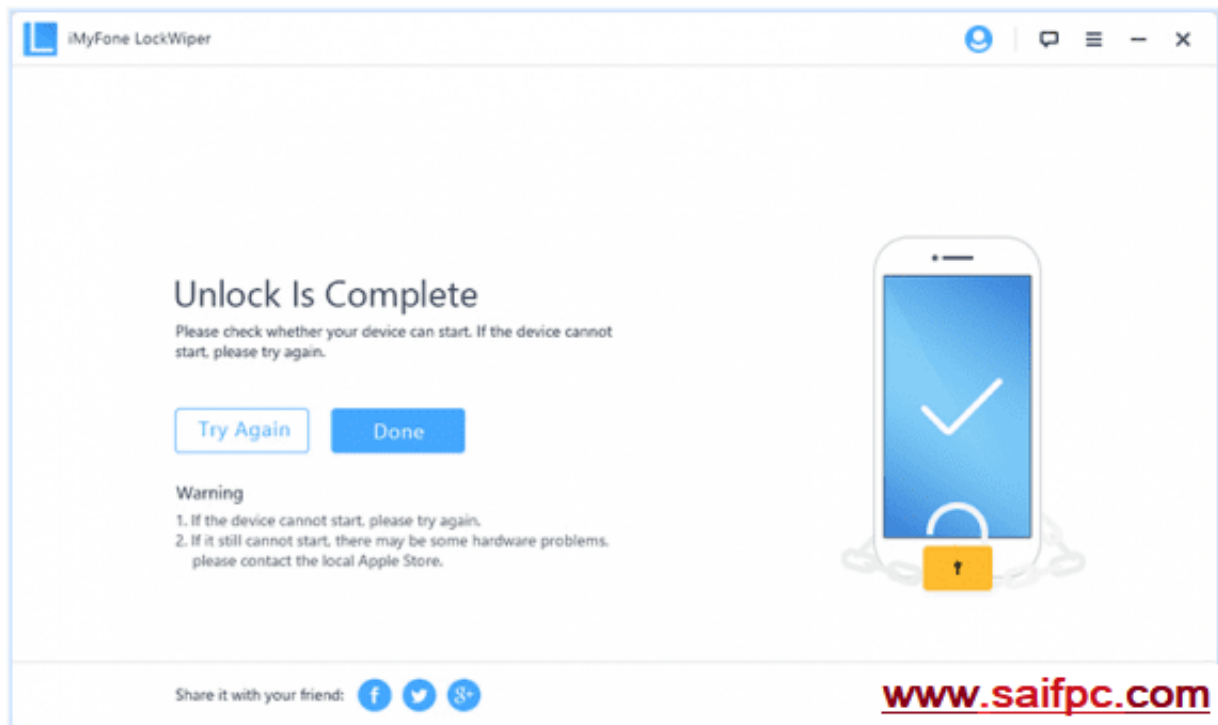 iMyFone LockWiper
Unlock Is Complete
Please check whether your device can start. If the device cannot
start, please try again.
Try Again
Done
Warning
1. If the device cannot start, please try again.
2. If it still cannot start, there may be some hardware problems.
please contact the local Apple Store.
Share it with your friend:
f
8+
www.saifpc.com